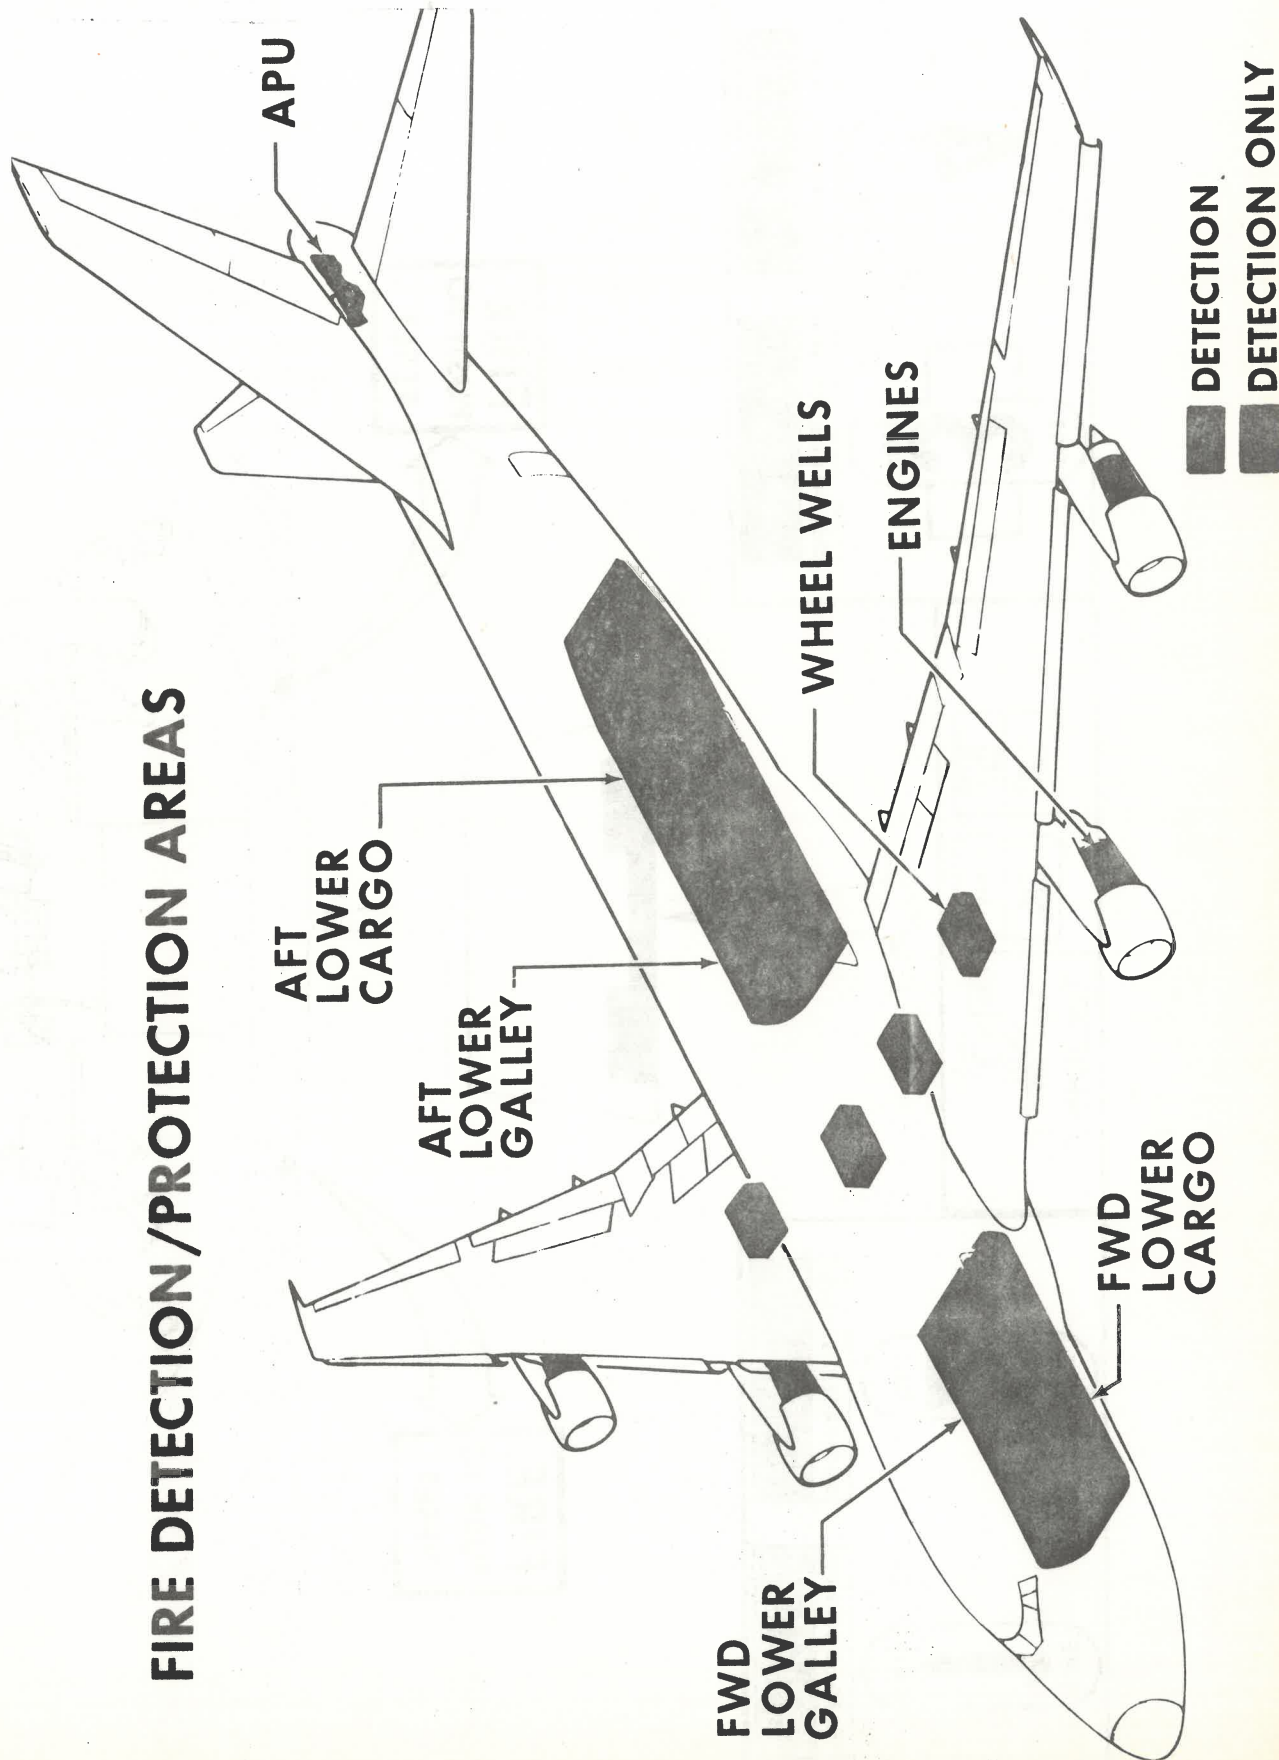 FIRE DETECTION/PROTECTION AREAS
APU
AFT
LOWER
CARGO
AFT
LOWER
GALLEY
WHEEL WELLS
ENGINES
FWD
LOWER
GALLEY
FWD
LOWER
CARGO
DETECTION
DETECTION ONLY